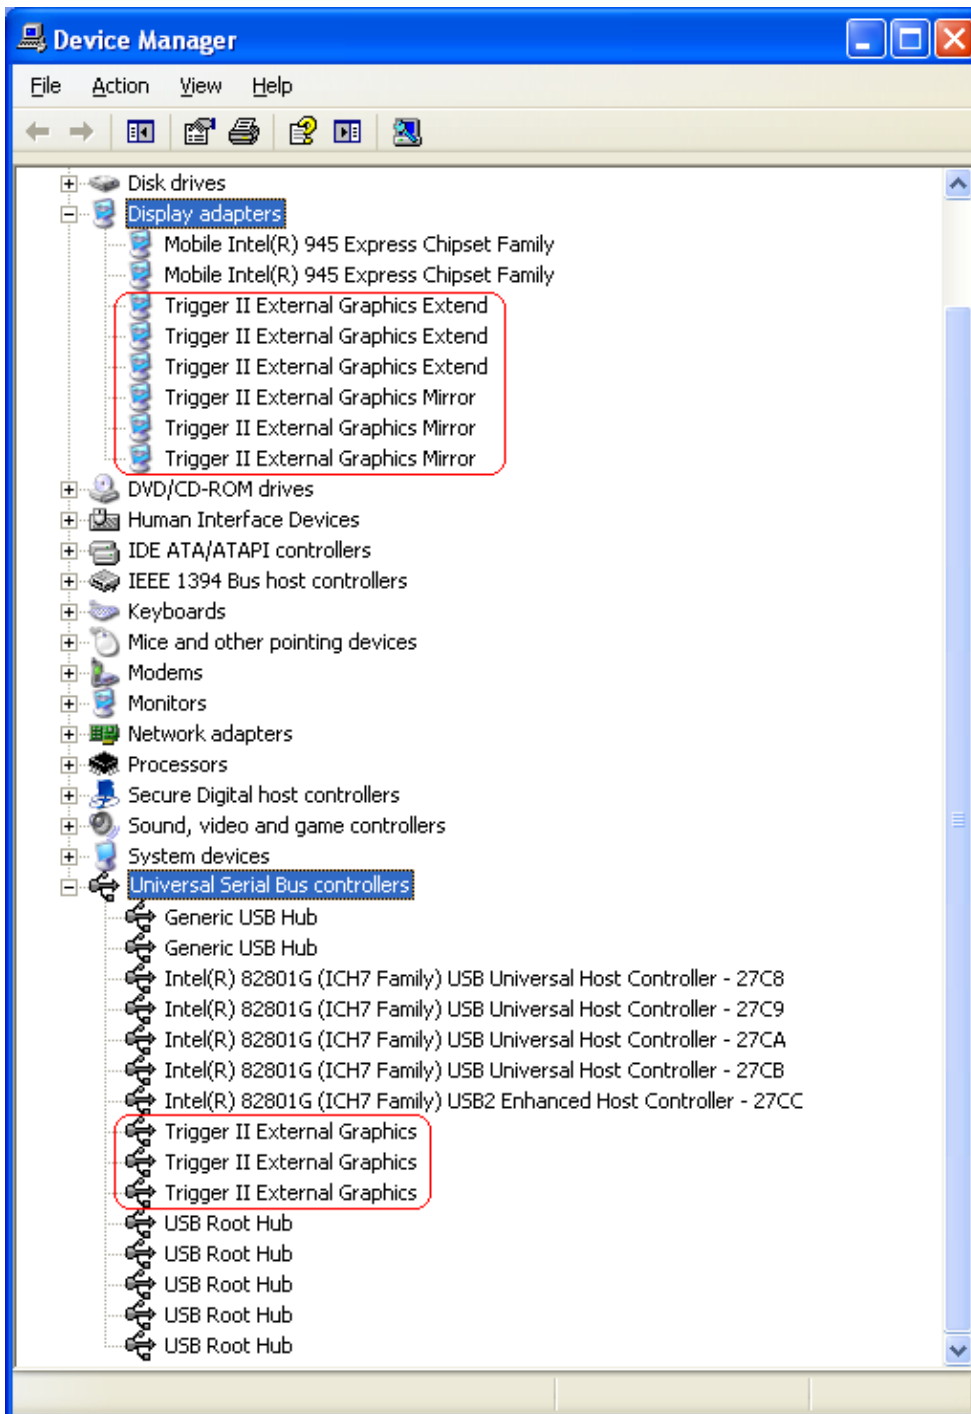 Device Manager
File Action View Help
Disk drives
Display adapters
Mobile Intel(R) 945 Express Chipset Family
Mobile Intel(R) 945 Express Chipset Family
Trigger II External Graphics Extend
Trigger II External Graphics Extend
Trigger II External Graphics Extend
Trigger II External Graphics Mirror
Trigger II External Graphics Mirror
Trigger II External Graphics Mirror
DVD/CD-ROM drives
Human Interface Devices
IDE ATA/ATAPI controllers
IEEE 1394 Bus host controllers
Keyboards
Mice and other pointing devices
Modems
Monitors
Network adapters
Processors
Secure Digital host controllers
Sound, video and game controllers
System devices
Universal Serial Bus controllers
Generic USB Hub
Generic USB Hub
Intel(R) 82801G (ICH7 Family) USB Universal Host Controller - 27C8
Intel(R) 82801G (ICH7 Family) USB Universal Host Controller - 27C9
Intel(R) 82801G (ICH7 Family) USB Universal Host Controller - 27CA
Intel(R) 82801G (ICH7 Family) USB Universal Host Controller - 27CB
Intel(R) 82801G (ICH7 Family) USB2 Enhanced Host Controller - 27CC
Trigger II External Graphics
Trigger II External Graphics
Trigger II External Graphics
USB Root Hub
USB Root Hub
USB Root Hub
USB Root Hub
USB Root Hub